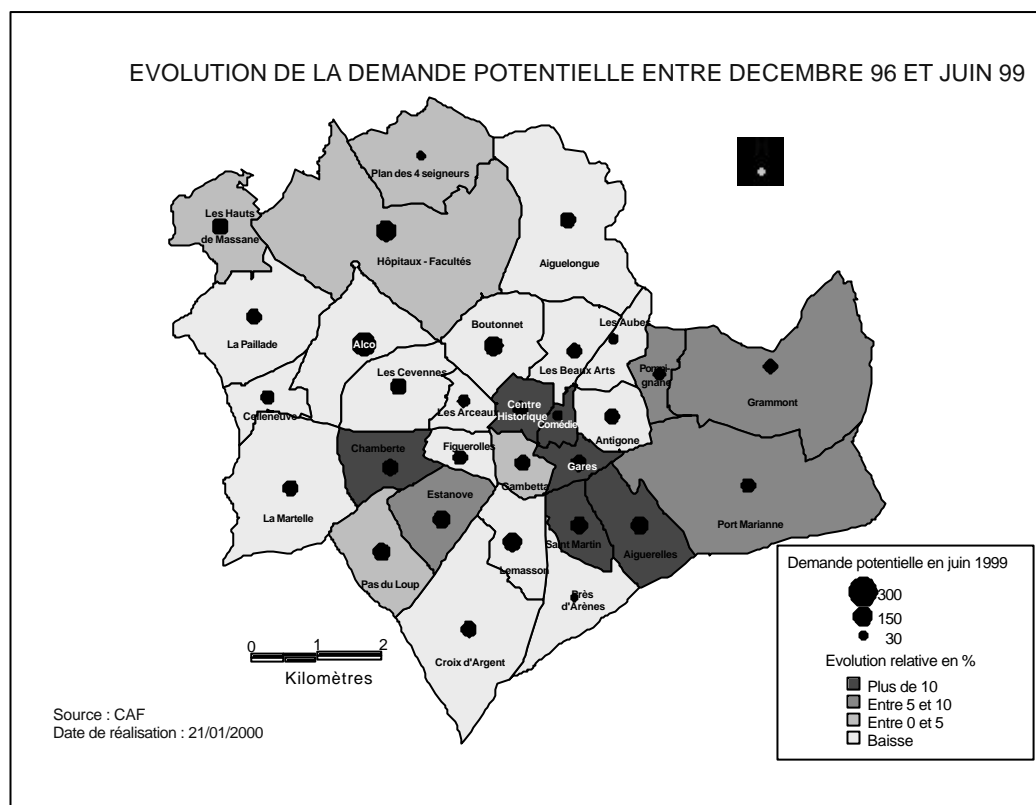 EVOLUTION DE LA DEMANDE POTENTIELLE ENTRE DECEMBRE 96 ET JUIN 99
Plan des 4 seigneurs
Les Hauts
de Massane
Hôpitaux - Facultés
Aiguelongue
La Paillade
Alco
Boutonnet
Les Aubes
Les Beaux Arts
Les Cevennes
Pompignane
Grammont
Celleneuve
Les Arceaux
Centre
Historique
Comédie
Antigone
Chamberte
Figuerolles
Gares
Gambetta
La Martelle
Estanove
Port Marianne
Saint Martin
Aiguerelles
Lemasson
Pas du Loup
Près
d'Arènes
Croix d'Argent
0 1 2
Kilomètres
Source : CAF
Date de réalisation : 21/01/2000
Demande potentielle en juin 1999
300
150
30
Evolution relative en %
Plus de 10
Entre 5 et 10
Entre 0 et 5
Baisse